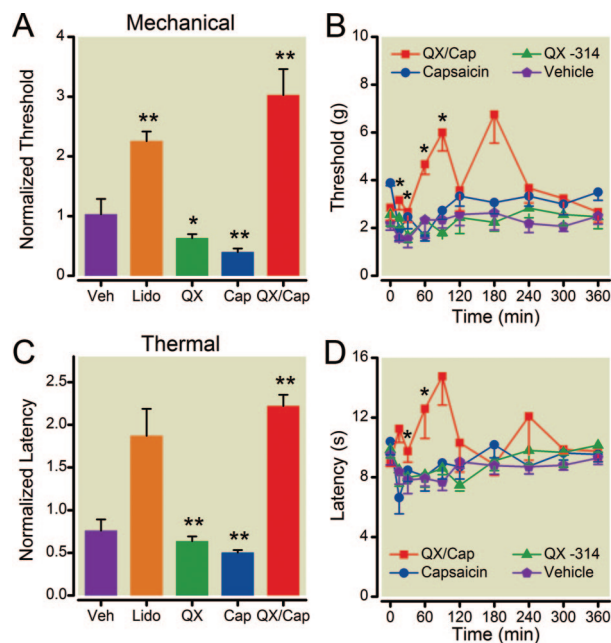 A
Mechanical
Normalized Threshold
4
3
2
1
0
**
*
**
**
Veh Lido QX Cap QX/Cap
B
QX/Cap QX -314
Capsaicin Vehicle
Threshold (g)
10
8
6
4
2
0
* * * *
0 60 120 180 240 300 360
Time (min)
C
Thermal
Normalized Latency
2.5
2.0
1.5
1.0
0.5
0.0
**
**
**
Veh Lido QX Cap QX/Cap
D
Latency (s)
16
12
8
4
0
* *
QX/Cap QX -314
Capsaicin Vehicle
0 60 120 180 240 300 360
Time (min)